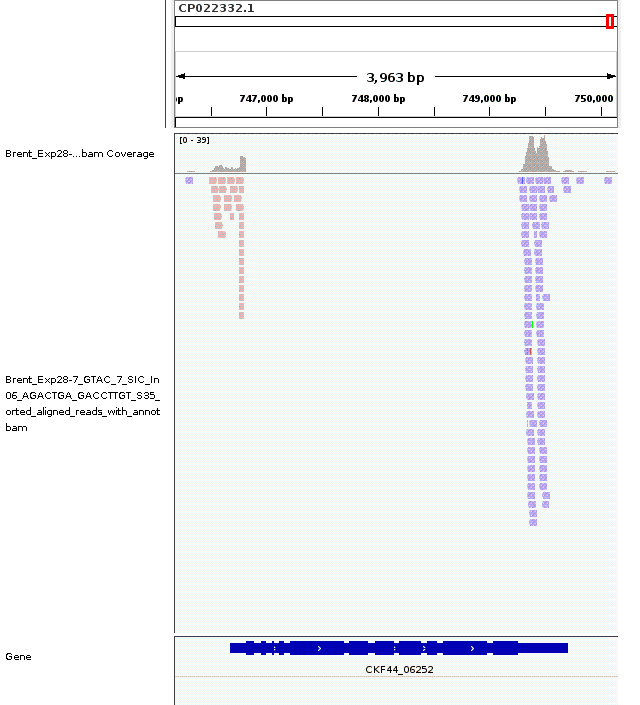 CP022332.1
3,963 bp
bp 747,000 bp 748,000 bp 749,000 bp 750,000
[0 - 39]
Brent_Exp28-...bam Coverage
Brent_Exp28-7_GTAC_7_SIC_In
06_AGACTGA_GACCTTGT_S35_
orted_aligned_reads_with_annot
bam
Gene
CKF44_06252